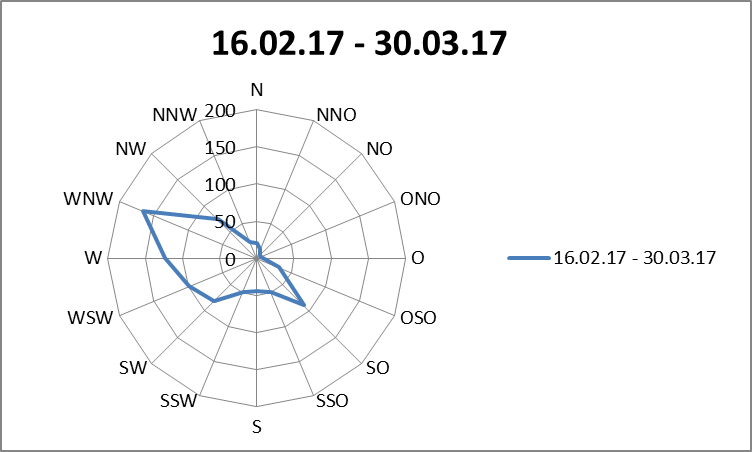 16.02.17 - 30.03.17
N
NNO
NO
ONO
O
OSO
SO
SSO
S
SSW
SW
WSW
W
WNW
NW
NNW
200
150
100
50
0
16.02.17 - 30.03.17